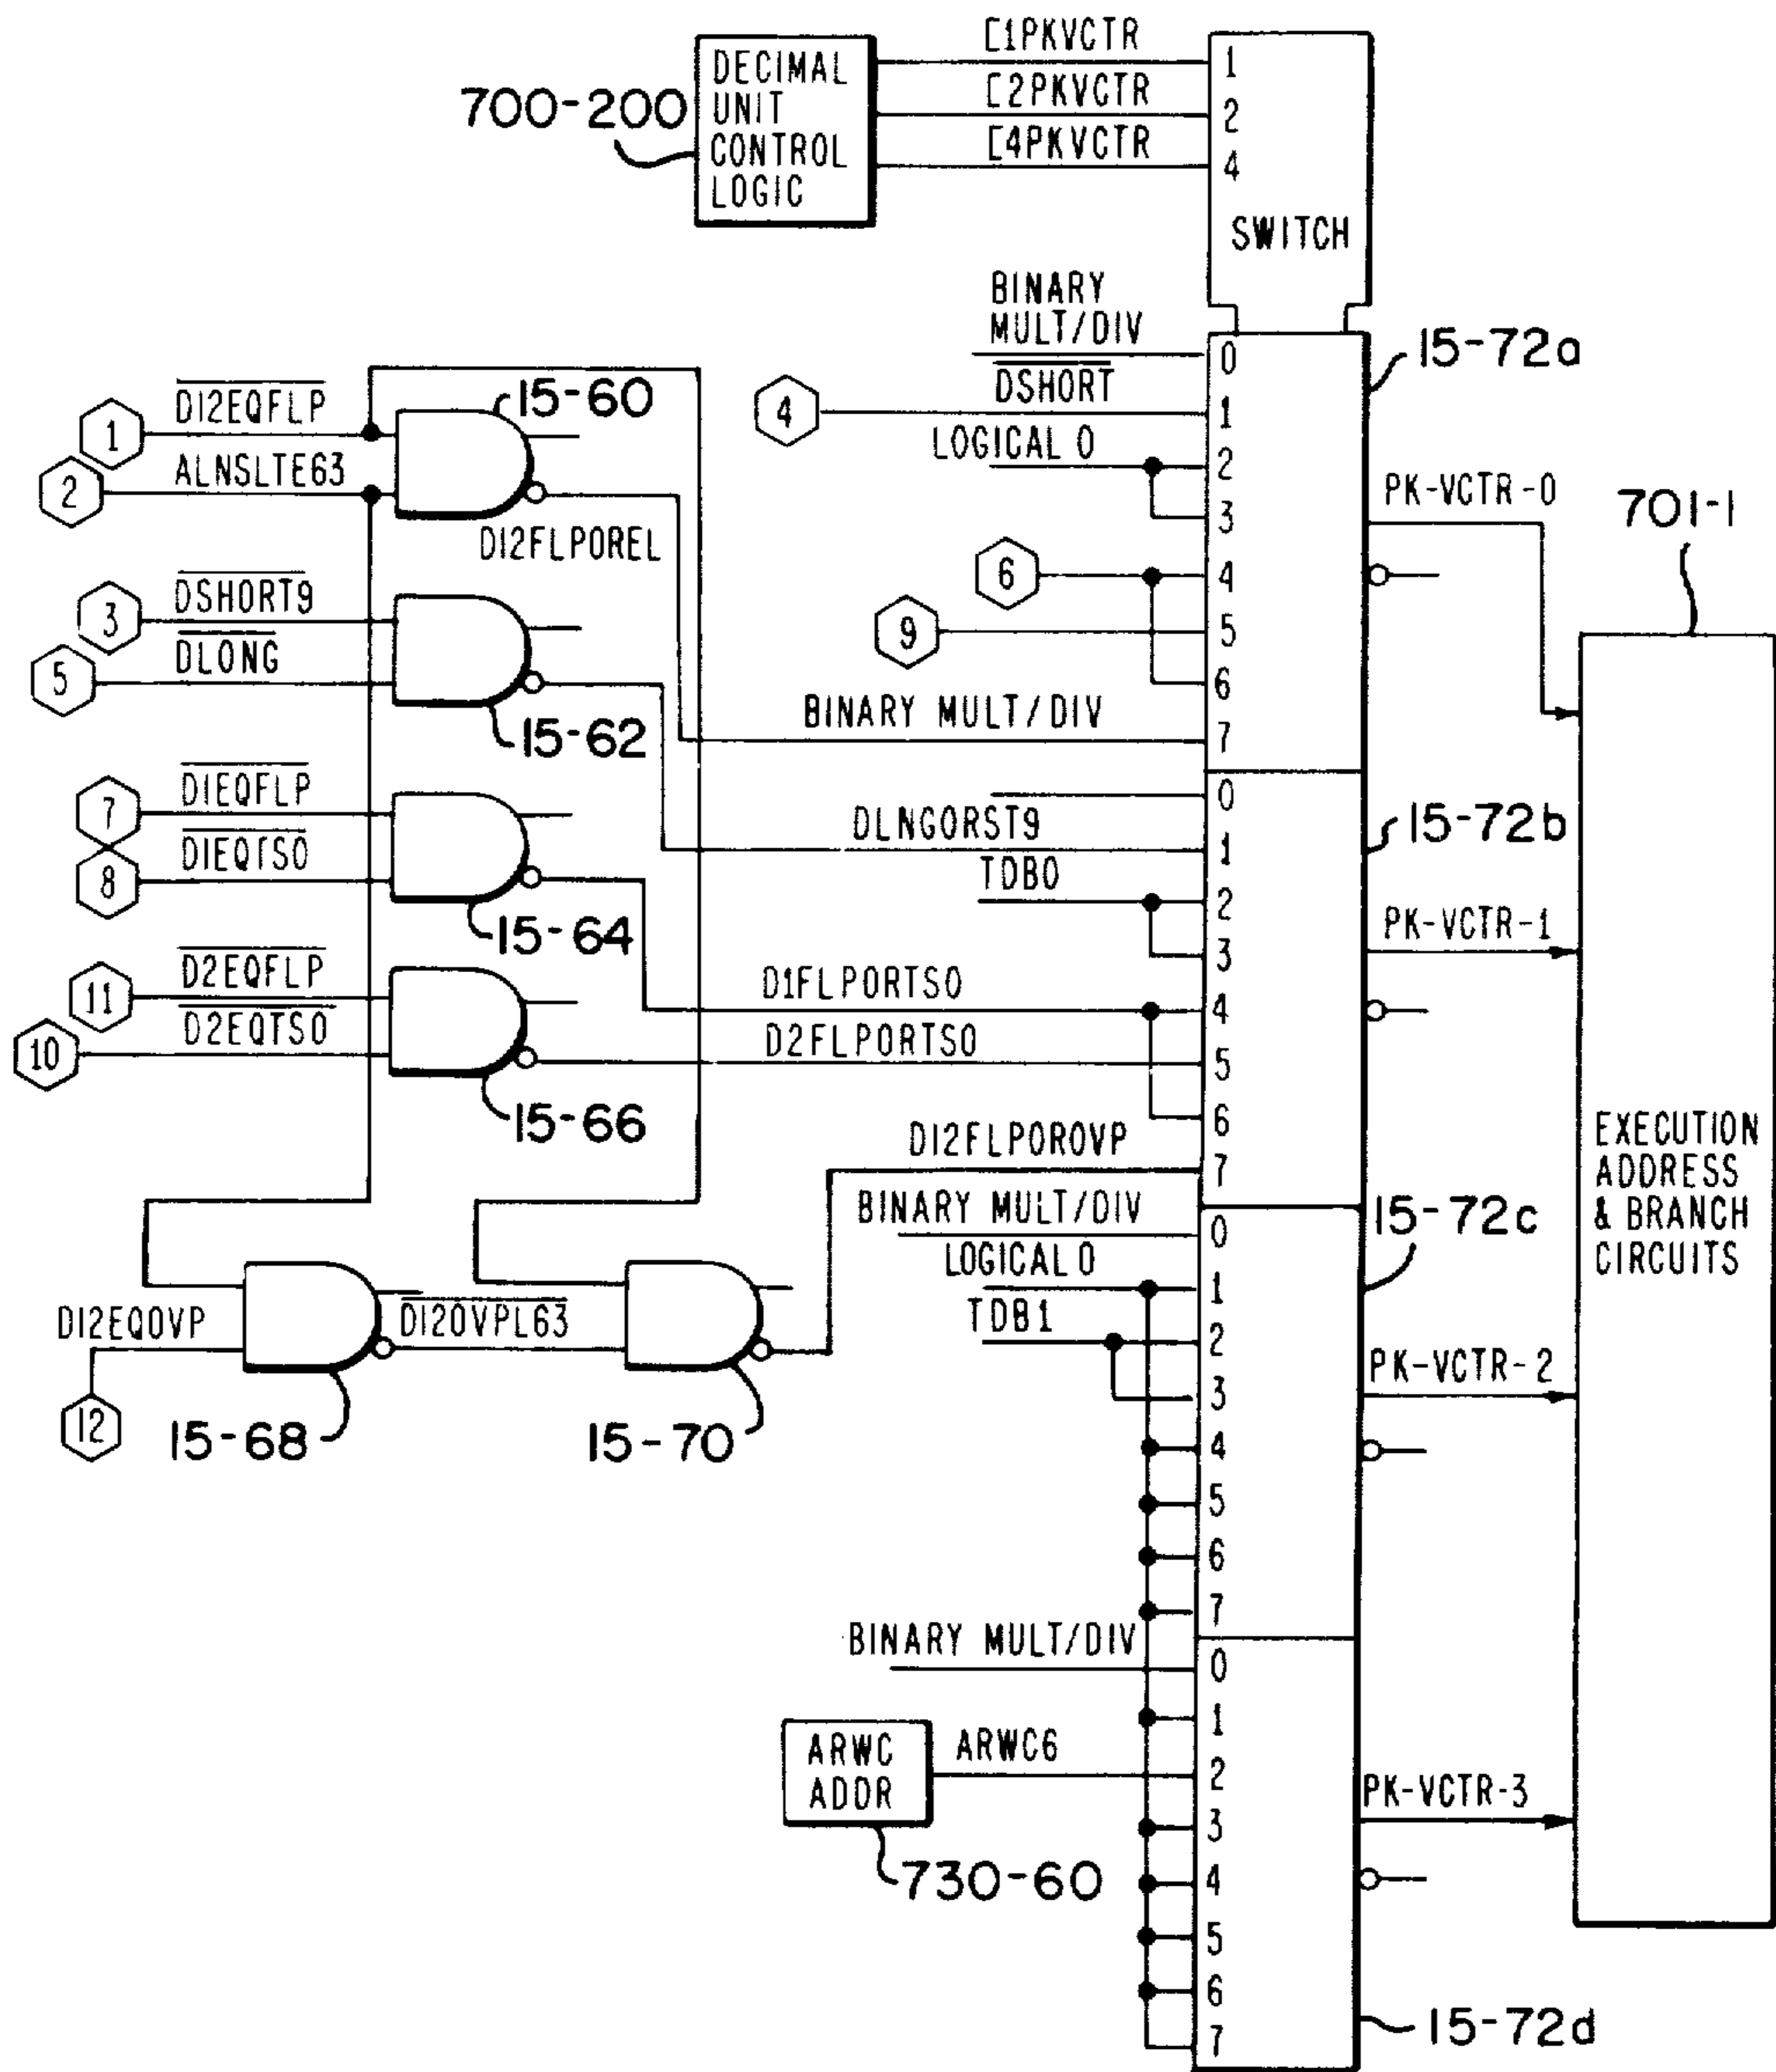 [1PKVCTR
[2PKVCTR
[4PKVCTR
DECIMAL
UNIT
CONTROL
LOGIC
700-200
1
2
4
SWITCH
BINARY
MULT/DIV
DSHORT
LOGICAL 0
4
6
9
BINARY MULT/DIV
0
1
2
3
4
5
6
7
15-72a
PK-VCTR-0
701-1
1
DI2EQFLP
2
ALNSLTE63
15-60
DI2FLPOREL
3
DSHORT9
5
DLONG
15-62
7
DIEQFLP
8
DIEQTSO
15-64
11
D2EQFLP
10
D2EQTSO
15-66
DLNGORST9
TDB0
D1FLPORTSO
D2FLPORTSO
DI2FLPOROVP
0
1
2
3
4
5
6
7
15-72b
PK-VCTR-1
EXECUTION
ADDRESS
& BRANCH
CIRCUITS
DI2EQOVP
12
15-68
DI2OVPL63
15-70
BINARY MULT/DIV
LOGICAL 0
TDB1
0
1
2
3
4
5
6
7
15-72c
PK-VCTR-2
BINARY MULT/DIV
ARWC
ADDR
ARWC6
730-60
0
1
2
3
4
5
6
7
PK-VCTR-3
15-72d